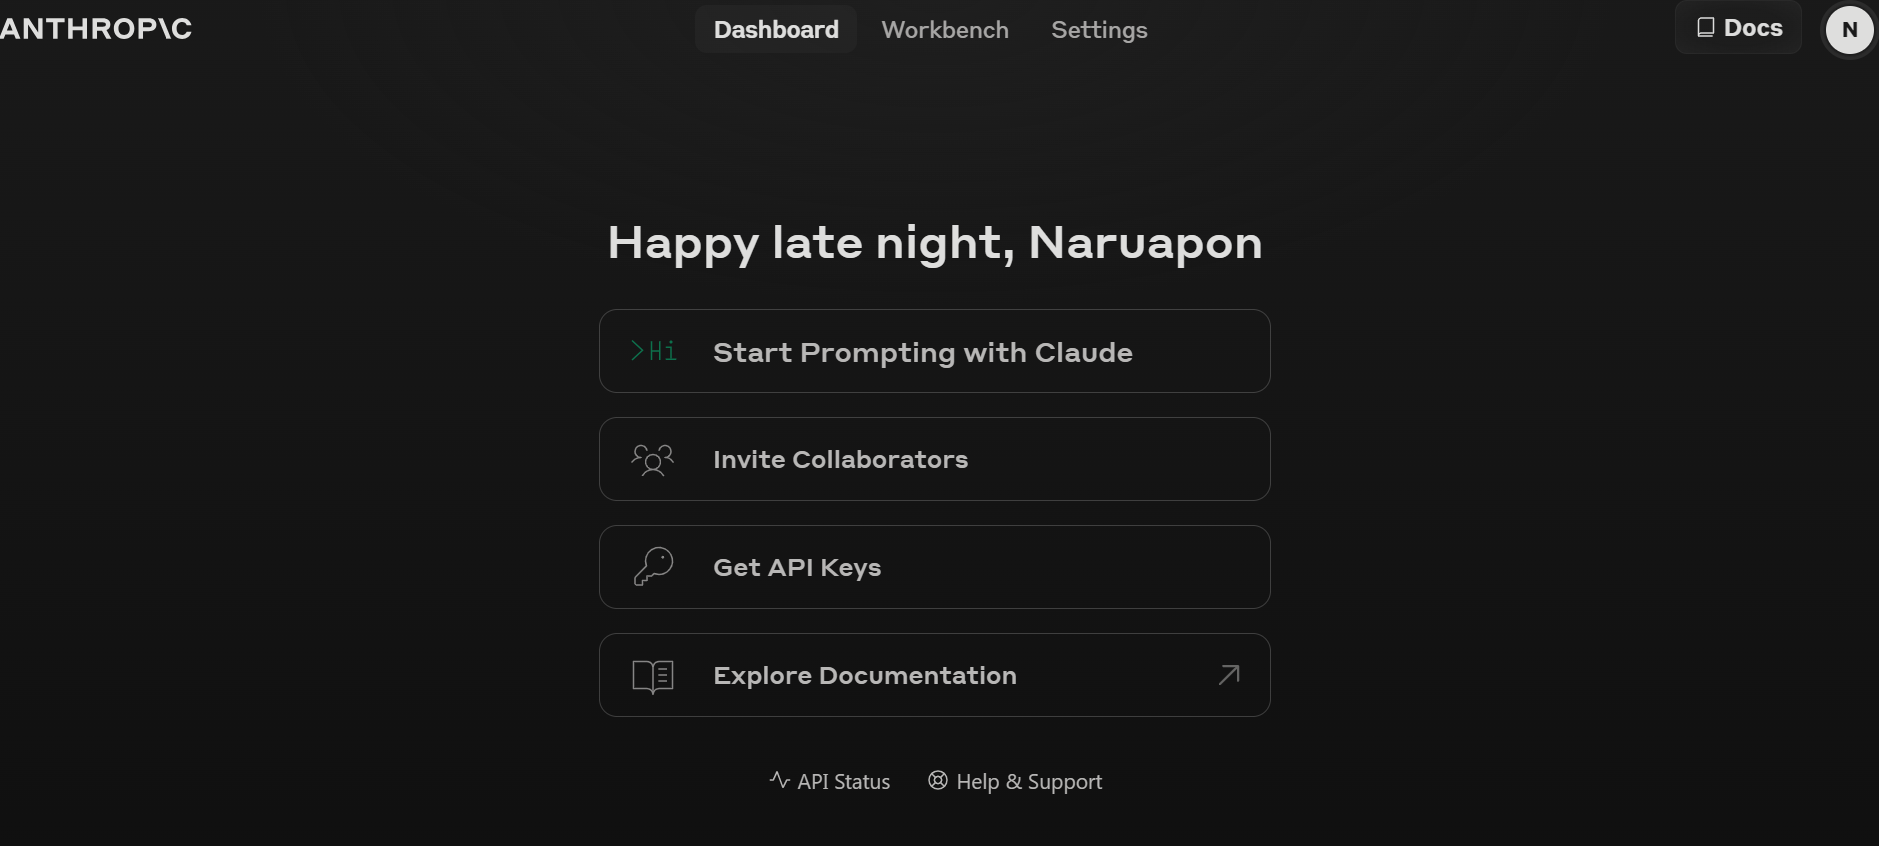 ANTHROP\C
Dashboard Workbench Settings
Docs
N
Happy late night, Naruapon
>Hi Start Prompting with Claude
Invite Collaborators
Get API Keys
Explore Documentation
API Status Help & Support